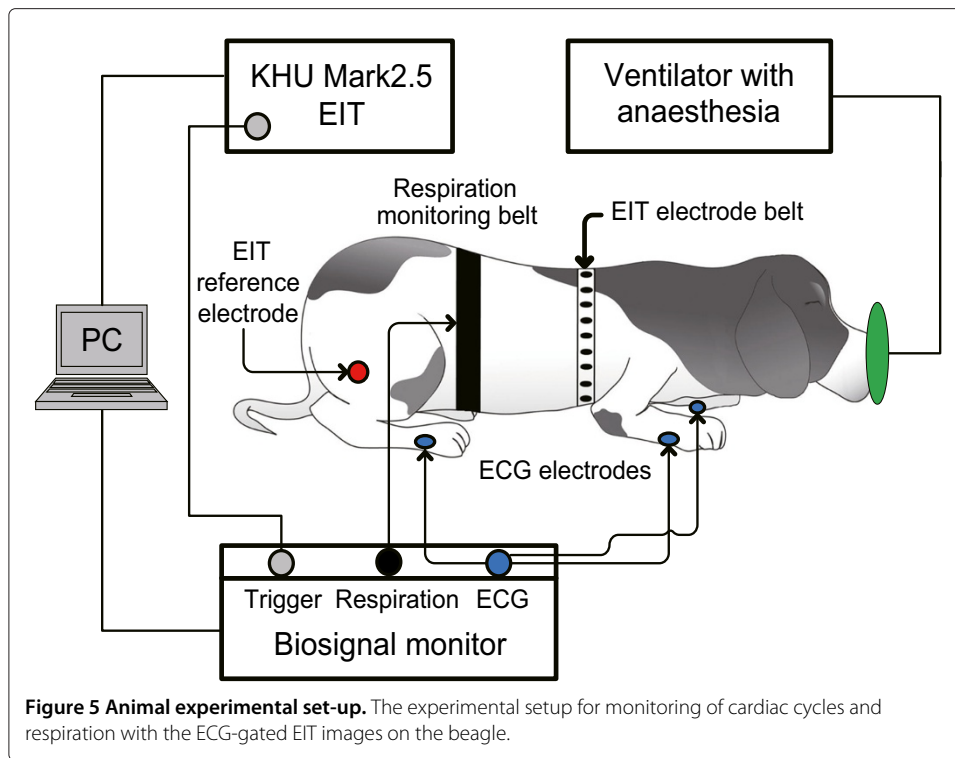 KHU Mark2.5
EIT
Ventilator with
anaesthesia
Respiration
monitoring belt
EIT electrode belt
EIT
reference
electrode
PC
ECG electrodes
Trigger Respiration ECG
Biosignal monitor
Figure 5 Animal experimental set-up. The experimental setup for monitoring of cardiac cycles and
respiration with the ECG-gated EIT images on the beagle.